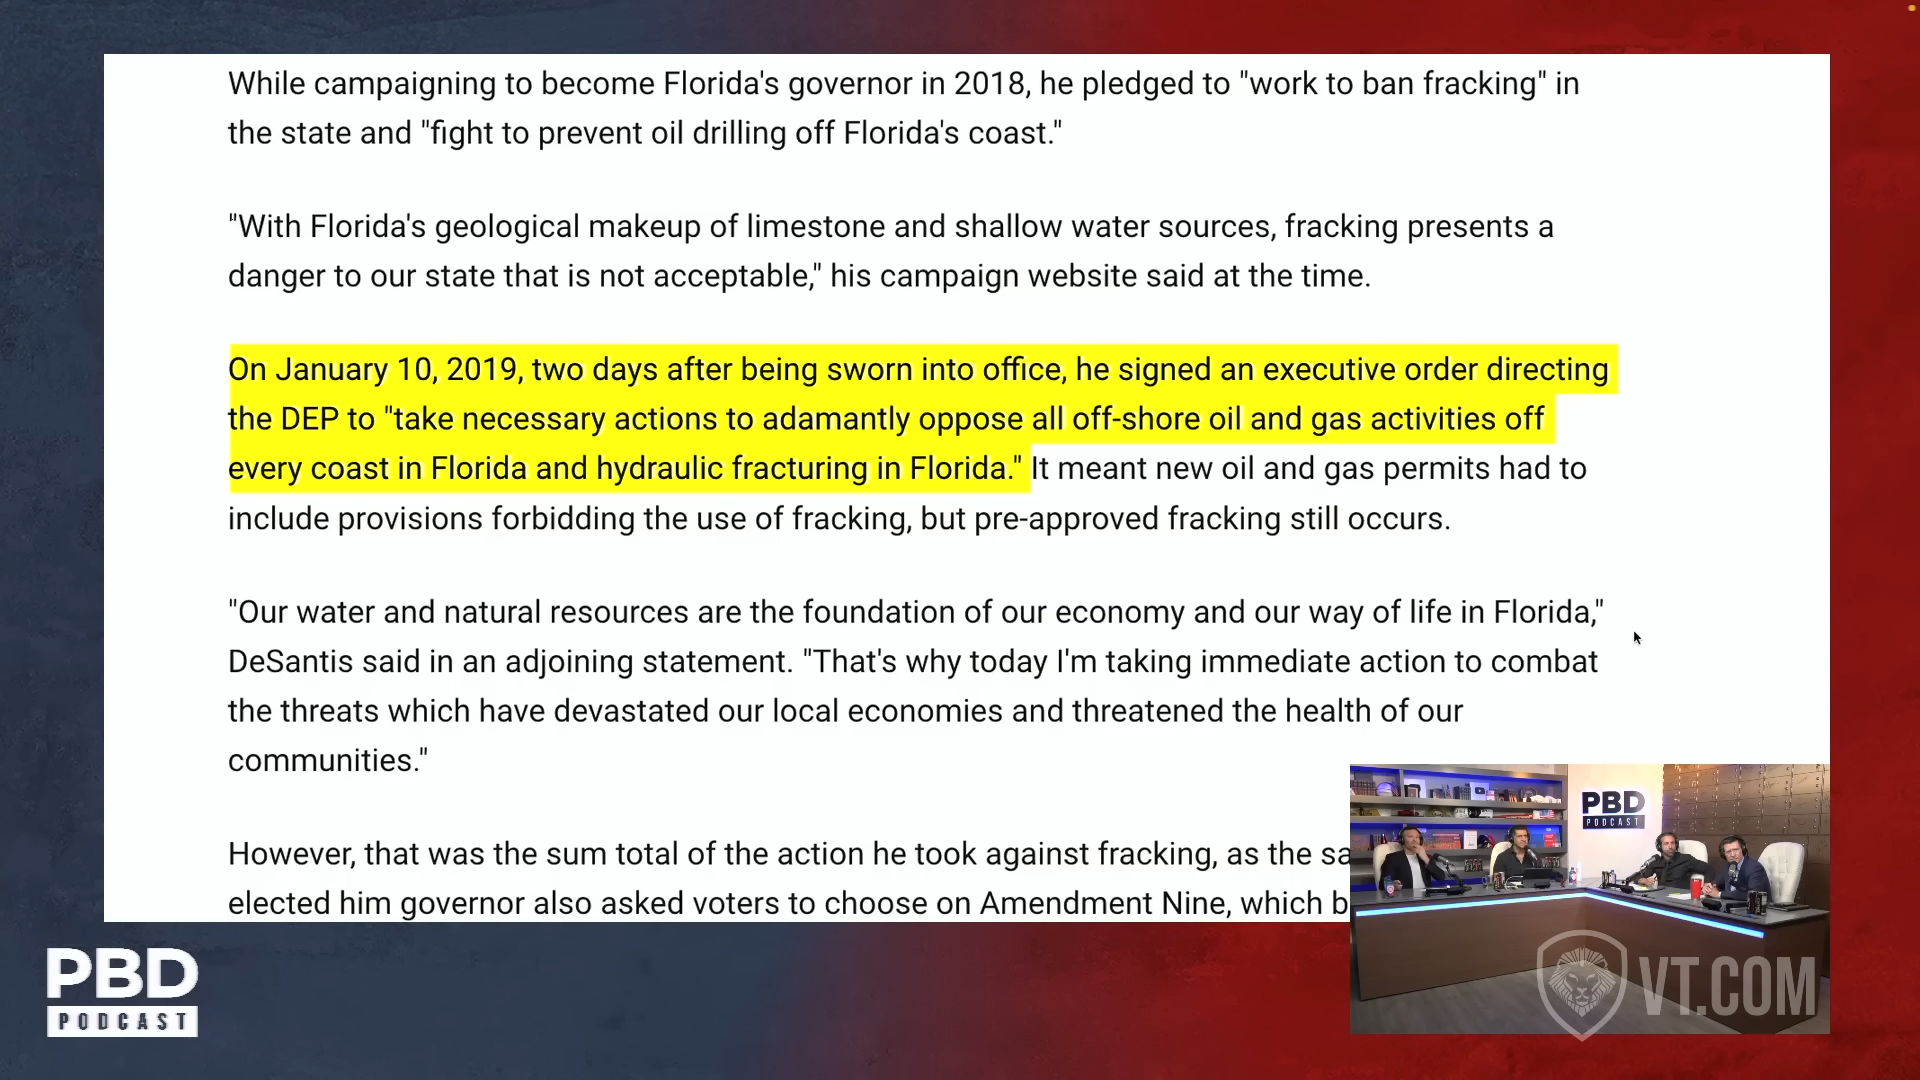 While campaigning to become Florida's governor in 2018, he pledged to "work to ban fracking" in
the state and "fight to prevent oil drilling off Florida's coast."
"With Florida's geological makeup of limestone and shallow water sources, fracking presents a
danger to our state that is not acceptable," his campaign website said at the time.
On January 10, 2019, two days after being sworn into office, he signed an executive order directing
the DEP to "take necessary actions to adamantly oppose all off-shore oil and gas activities off
every coast in Florida and hydraulic fracturing in Florida." It meant new oil and gas permits had to
include provisions forbidding the use of fracking, but pre-approved fracking still occurs.
"Our water and natural resources are the foundation of our economy and our way of life in Florida,"
DeSantis said in an adjoining statement. "That's why today I'm taking immediate action to combat
the threats which have devastated our local economies and threatened the health of our
communities."
However, that was the sum total of the action he took against fracking, as the sa
elected him governor also asked voters to choose on Amendment Nine, which b
PBD
PODCAST
PBD
PODCAST
VT.COM